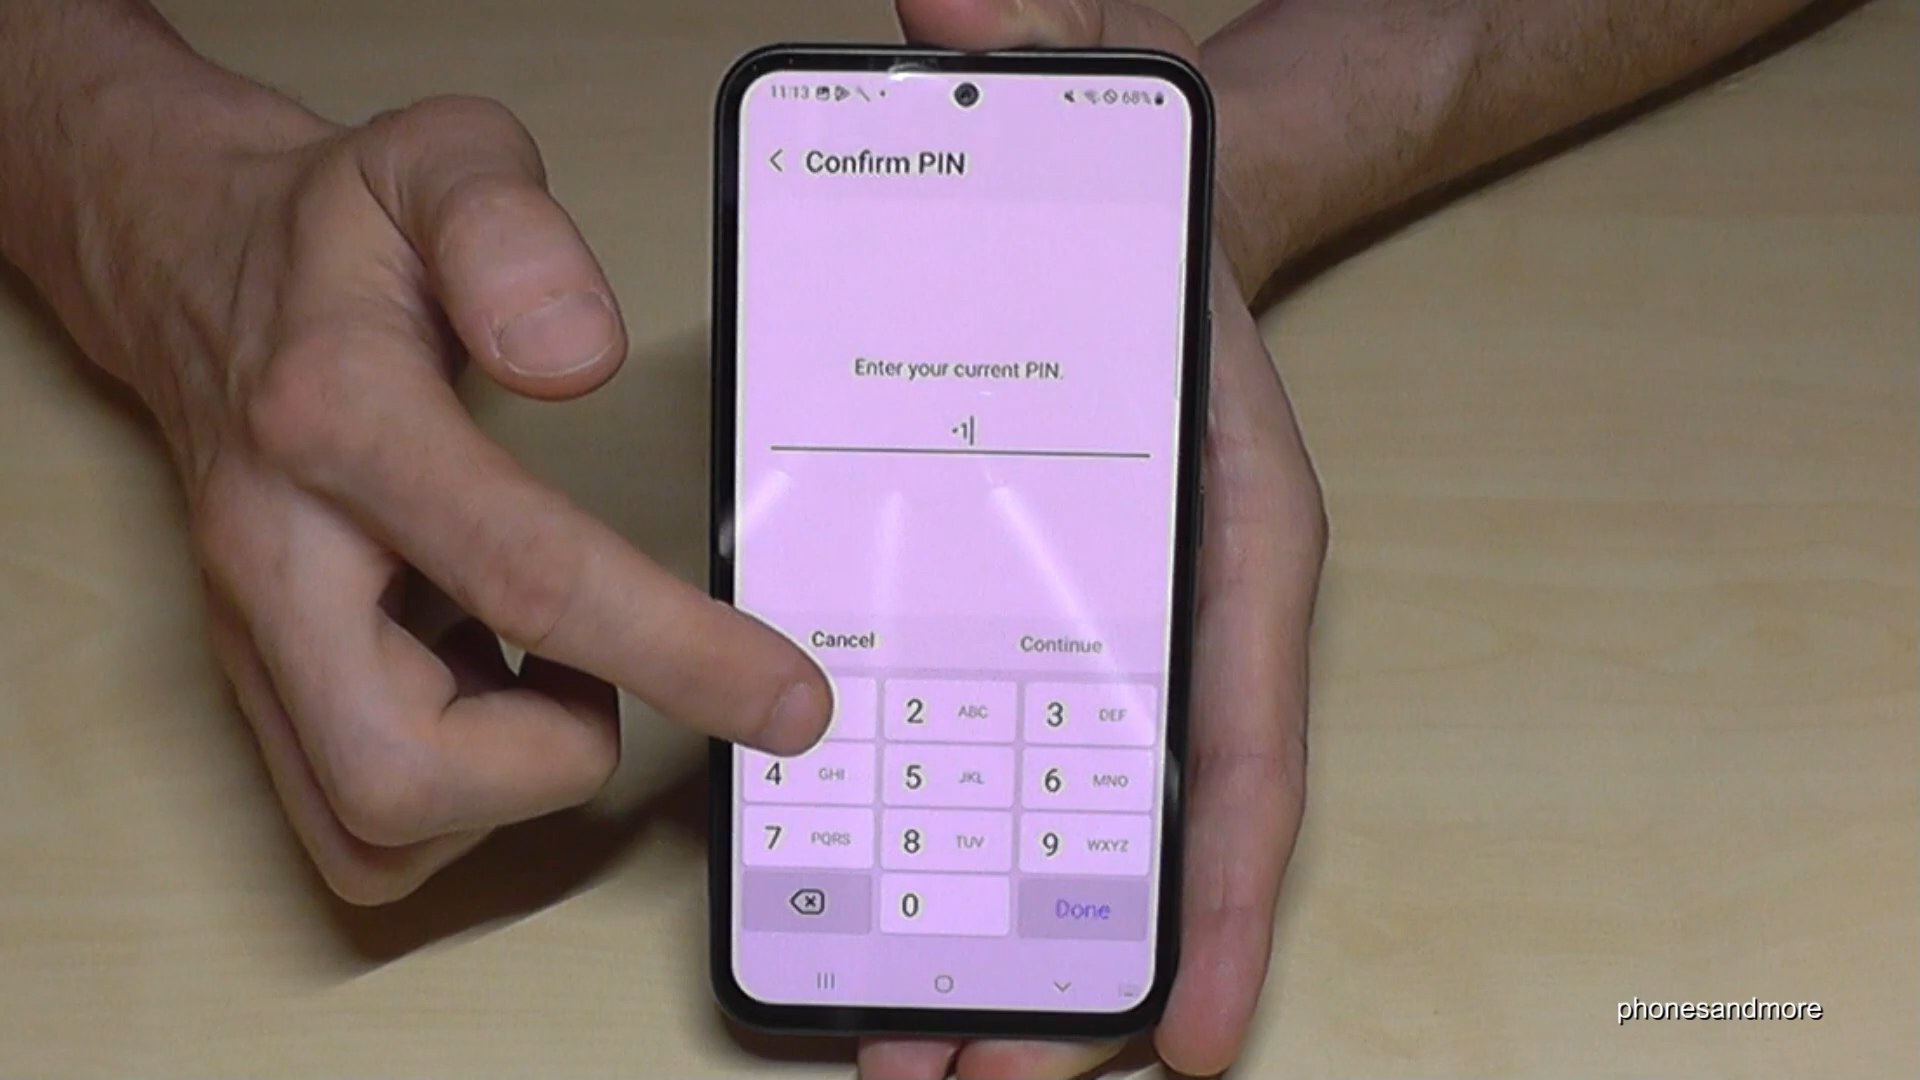 11:13
68%
Confirm PIN
Enter your current PIN.
•1
Cancel
Continue
2 ABC
3 DEF
4 GHI
5 JKL
6 MNO
7 PQRS
8 TUV
9 WXYZ
0
Done
phonesandmore